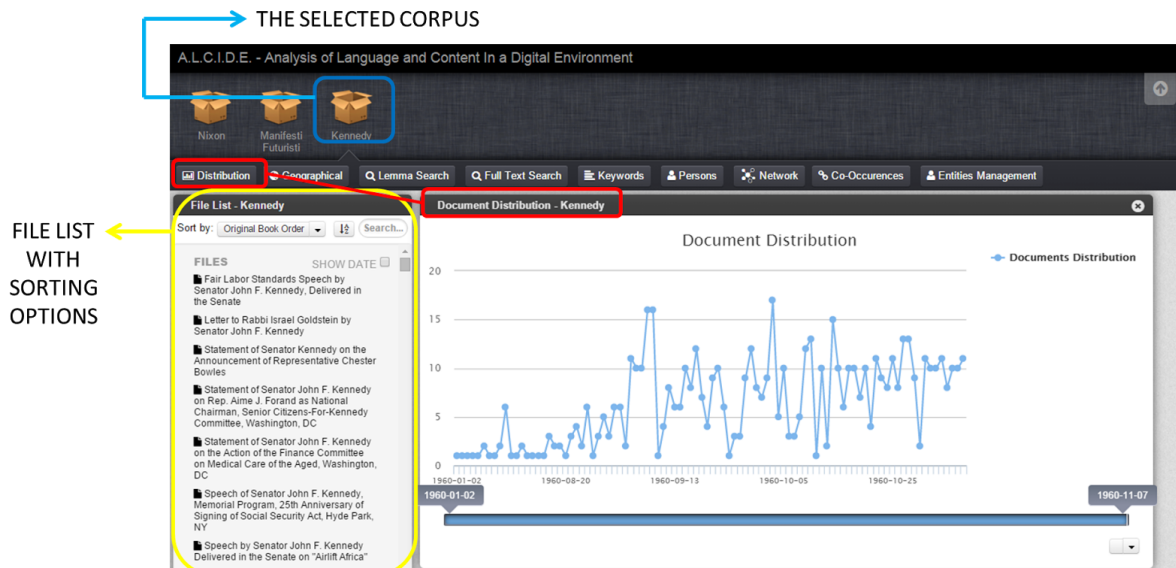 THE SELECTED CORPUS
A.L.C.I.D.E. - Analysis of Language and Content In a Digital Environment
Nixon
Manifesti
Futuristi
Kennedy
Distribution Geographical Lemma Search Full Text Search Keywords Persons Network Co-Occurences Entities Management
FILE LIST
WITH
SORTING
OPTIONS
File List - Kennedy
Sort by: Original Book Order Search...
FILES SHOW DATE
Fair Labor Standards Speech by
Senator John F. Kennedy, Delivered in
the Senate
Letter to Rabbi Israel Goldstein by
Senator John F. Kennedy
Statement of Senator Kennedy on the
Announcement of Representative Chester
Bowles
Statement of Senator John F. Kennedy
on Rep. Aime J. Forand as National
Chairman, Senior Citizens-For-Kennedy
Committee, Washington, DC
Statement of Senator John F. Kennedy
on the Action of the Finance Committee
on Medical Care of the Aged, Washington,
DC
Speech of Senator John F. Kennedy,
Memorial Program, 25th Anniversary of
Signing of Social Security Act, Hyde Park,
NY
Speech by Senator John F. Kennedy
Delivered in the Senate on "Airlift Africa"
Document Distribution - Kennedy
Document Distribution
Documents Distribution
20
15
10
5
0
1960-01-02 1960-08-20 1960-09-13 1960-10-05 1960-10-25
1960-01-02 1960-11-07